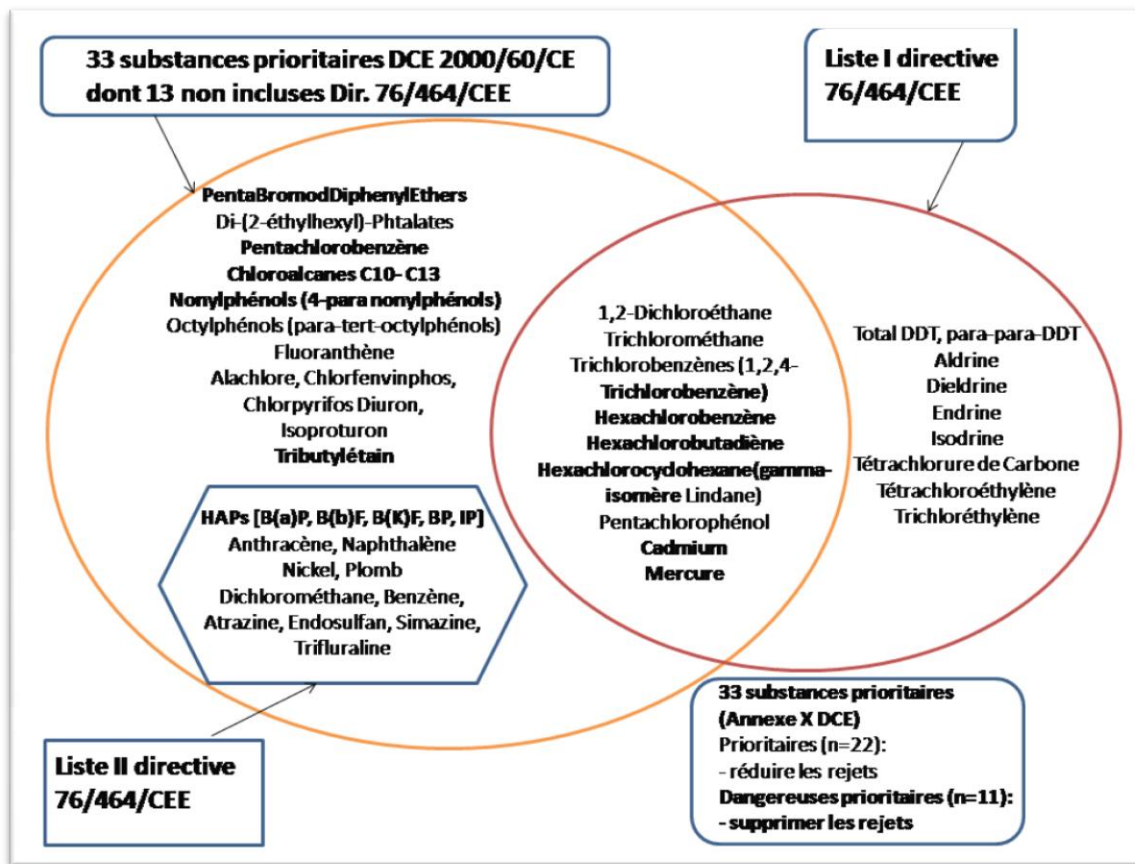 33 substances prioritaires DCE 2000/60/CE
dont 13 non incluses Dir. 76/464/CEE
Liste I directive
76/464/CEE
PentaBromodDiphenylEthers
Di-(2-éthylhexyl)-Phtalates
Pentachlorobenzène
Chloroalcanes C10- C13
Nonylphénols (4-para nonylphénols)
Octylphénols (para-tert-octylphénols)
Fluoranthène
Alachlore, Chlorfenvinphos,
Chlorpyrifos Diuron,
Isoproturon
Tributylétain
HAPs [B(a)P, B(b)F, B(K)F, BP, IP]
Anthracène, Naphthalène
Nickel, Plomb
Dichlorométhane, Benzène,
Atrazine, Endosulfan, Simazine,
Trifluraline
1,2-Dichloroéthane
Trichlorométhane
Trichlorobenzènes (1,2,4-
Trichlorobenzène)
Hexachlorobenzène
Hexachlorobutadiène
Hexachlorocyclohexane(gamma-
isomère Lindane)
Pentachlorophénol
Cadmium
Mercure
Total DDT, para-para-DDT
Aldrine
Dieldrine
Endrine
Isodrine
Tétrachlorure de Carbone
Tétrachloroéthylène
Trichloréthylène
Liste II directive
76/464/CEE
33 substances prioritaires
(Annexe X DCE)
Prioritaires (n=22):
- réduire les rejets
Dangereuses prioritaires (n=11):
- supprimer les rejets